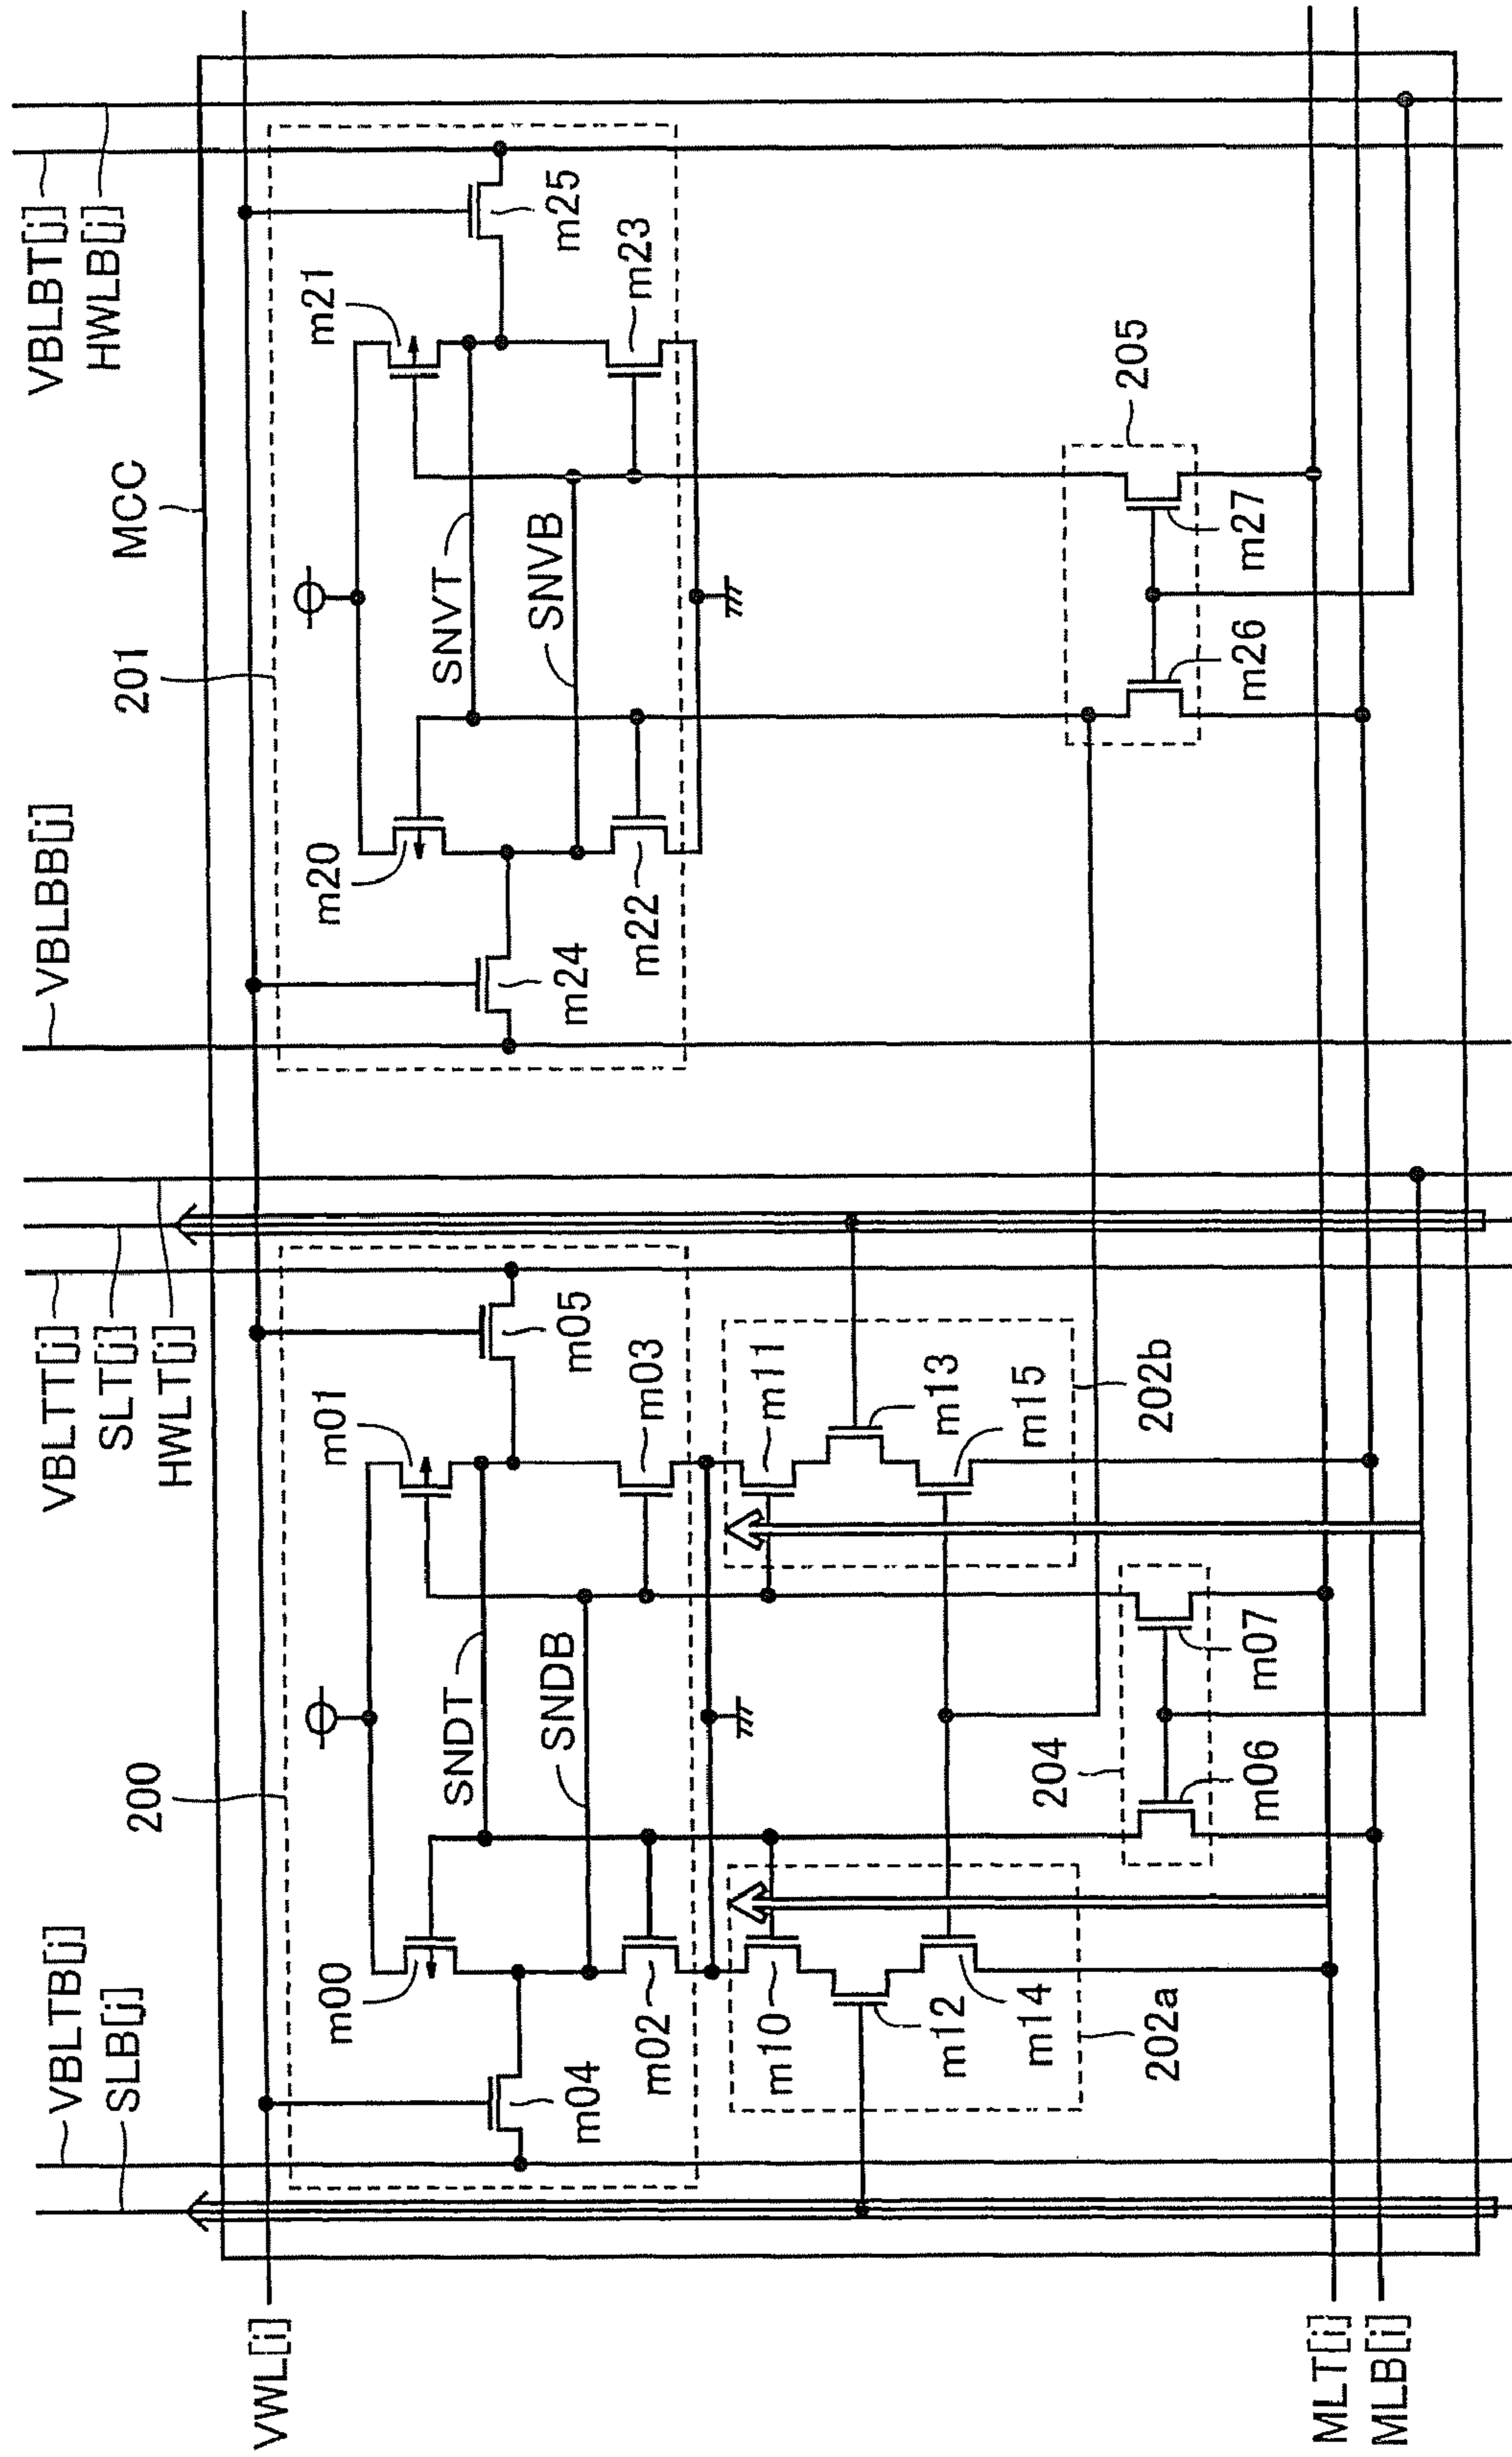 VBLTB[j]
SLB[j]
VBLTT[j]
SLT[j]
HWLT[j]
VBLBB[j]
VBLBT[j]
HWLB[j]
200
201
MCC
VWL[i]
m00
m01
m04
m05
SNDT
SNDB
m02
m03
m20
m21
m24
m25
SNVT
SNVB
m22
m23
m10
m11
m12
m13
m14
m15
202a
202b
204
205
m06
m07
m26
m27
MLT[i]
MLB[i]